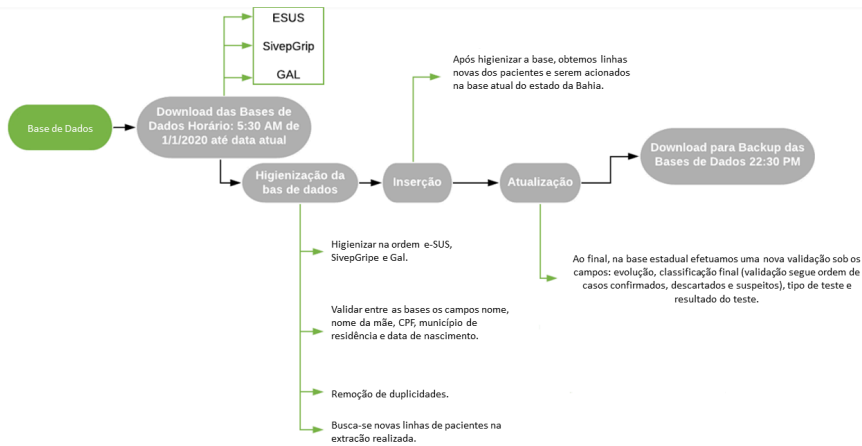 ESUS
SivepGrip
GAL
Após higienizar a base, obtemos linhas
novas dos pacientes e serem acionados
na base atual do estado da Bahia.
Base de Dados
Download das Bases de
Dados Horário: 5:30 AM de
1/1/2020 até data atual
Download para Backup das
Bases de Dados 22:30 PM
Higienização da
bas de dados
Inserção
Atualização
Higienizar na ordem e-SUS,
SivepGripe e Gal.
Ao final, na base estadual efetuamos uma nova validação sob os
campos: evolução, classificação final (validação segue ordem de
casos confirmados, descartados e suspeitos), tipo de teste e
resultado do teste.
Validar entre as bases os campos nome,
nome da mãe, CPF, município de
residência e data de nascimento.
Remoção de duplicidades.
Busca-se novas linhas de pacientes na
extração realizada.